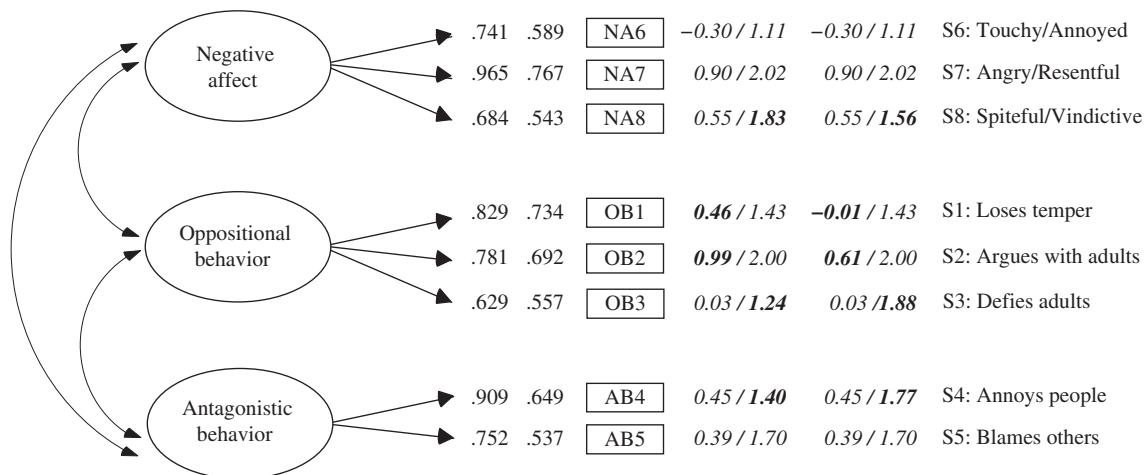 Negative
affect
.741 .589 NA6 −0.30 / 1.11 −0.30 / 1.11 S6: Touchy/Annoyed
.965 .767 NA7 0.90 / 2.02 0.90 / 2.02 S7: Angry/Resentful
.684 .543 NA8 0.55 / 1.83 0.55 / 1.56 S8: Spiteful/Vindictive
Oppositional
behavior
.829 .734 OB1 0.46 / 1.43 −0.01 / 1.43 S1: Loses temper
.781 .692 OB2 0.99 / 2.00 0.61 / 2.00 S2: Argues with adults
.629 .557 OB3 0.03 / 1.24 0.03 /1.88 S3: Defies adults
Antagonistic
behavior
.909 .649 AB4 0.45 / 1.40 0.45 / 1.77 S4: Annoys people
.752 .537 AB5 0.39 / 1.70 0.39 / 1.70 S5: Blames others